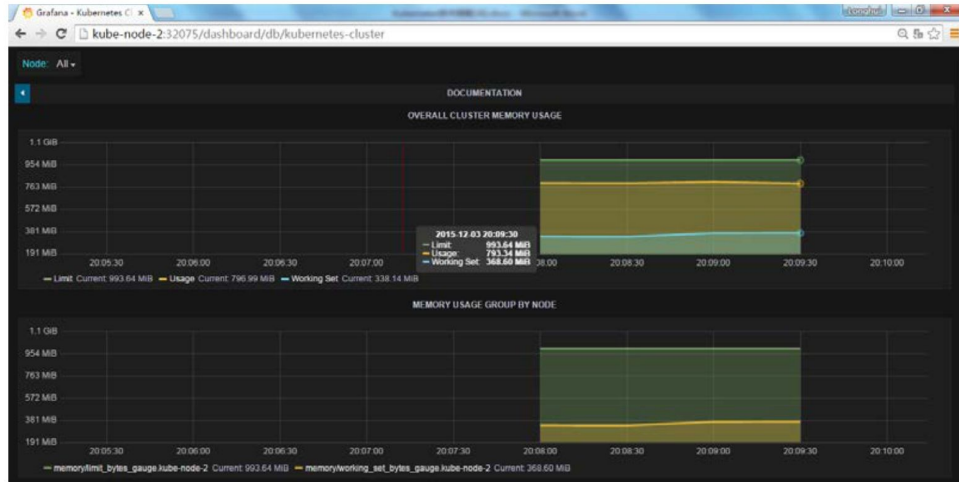 Grafana - Kubernetes Cl
kube-node-2:32075/dashboard/db/kubernetes-cluster
Node: All
DOCUMENTATION
OVERALL CLUSTER MEMORY USAGE
1.1 GiB
954 MiB
763 MiB
572 MiB
381 MiB
191 MiB
2015-12-03 20:09:30
Limit: 993.64 MiB
Usage: 793.34 MiB
Working Set: 368.60 MiB
20:05:30 20:06:00 20:06:30 20:07:00 20:08:00 20:08:30 20:09:00 20:09:30 20:10:00
Limit Current: 993.64 MiB Usage Current: 796.99 MiB Working Set Current: 338.14 MiB
MEMORY USAGE GROUP BY NODE
1.1 GiB
954 MiB
763 MiB
572 MiB
381 MiB
191 MiB
20:05:30 20:06:00 20:06:30 20:07:00 20:07:30 20:08:00 20:08:30 20:09:00 20:09:30 20:10:00
memory/limit_bytes_gauge.kube-node-2 Current: 993.64 MiB memory/working_set_bytes_gauge.kube-node-2 Current: 368.60 MiB